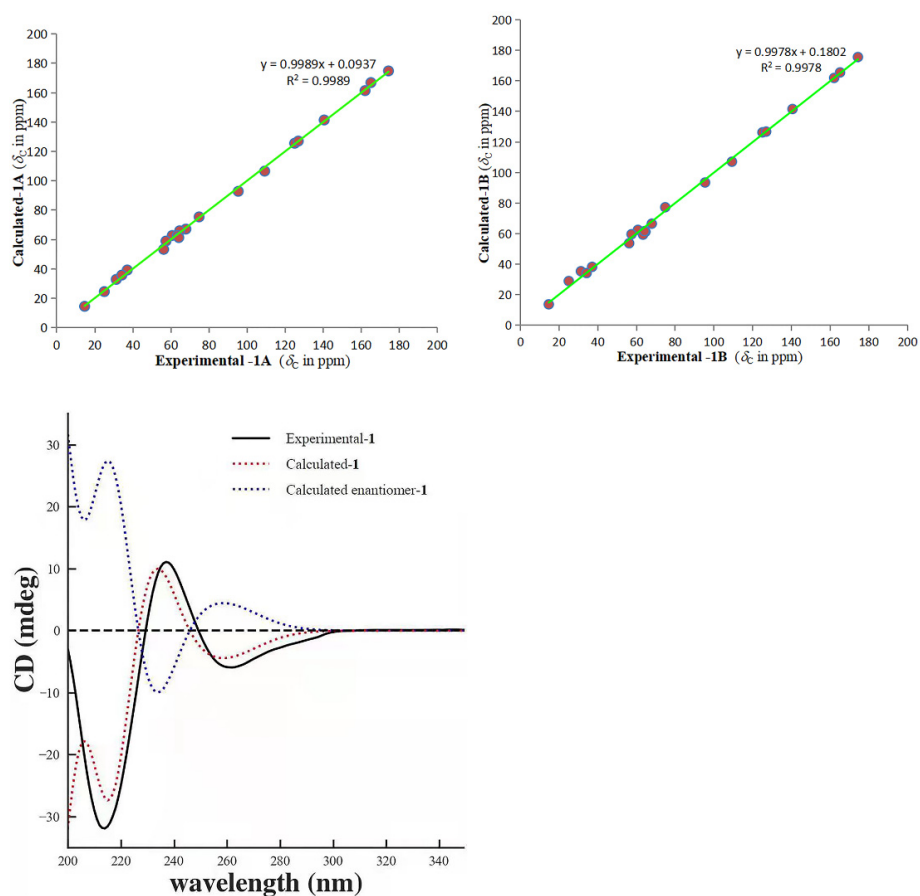 200
180
160
140
120
100
80
60
40
20
0
Calculated-1A (δC in ppm)
y = 0.9989x + 0.0937
R² = 0.9989
0 20 40 60 80 100 120 140 160 180 200
Experimental -1A (δC in ppm)
200
180
160
140
120
100
80
60
40
20
0
Calculated-1B (δC in ppm)
y = 0.9978x + 0.1802
R² = 0.9978
0 20 40 60 80 100 120 140 160 180 200
Experimental -1B (δC in ppm)
30
20
10
0
−10
−20
−30
CD (mdeg)
Experimental-1
Calculated-1
Calculated enantiomer-1
200 220 240 260 280 300 320 340
wavelength (nm)